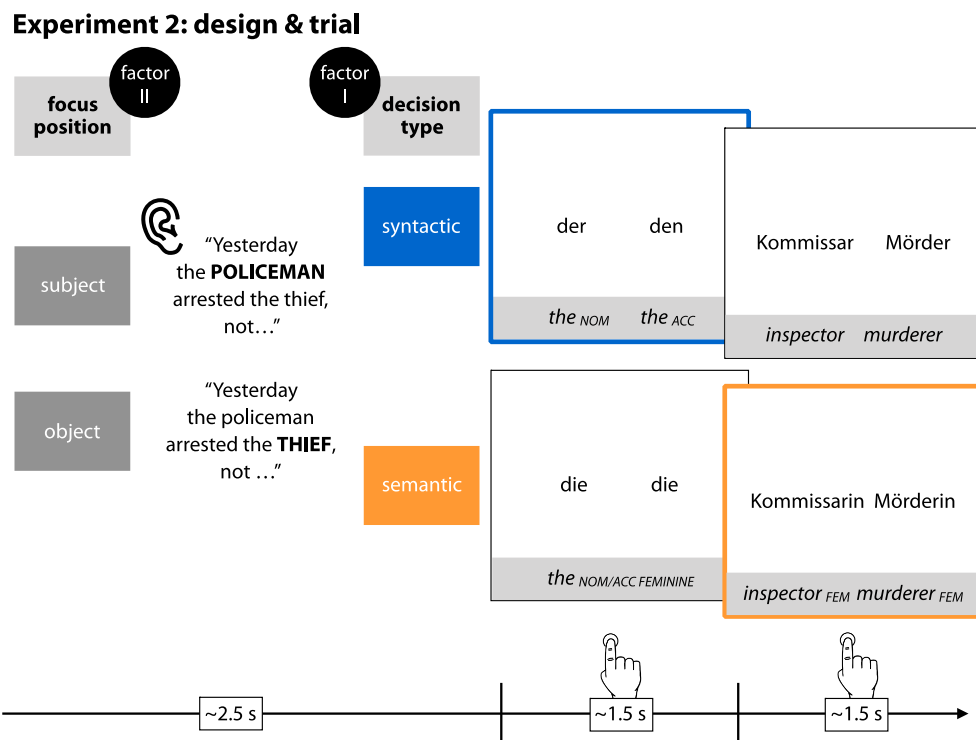 Experiment 2: design & trial
factor
II
focus
position
factor
I
decision
type
subject
“Yesterday
the POLICEMAN
arrested the thief,
not…”
object
“Yesterday
the policeman
arrested the THIEF,
not …”
syntactic
der den
the NOM the ACC
Kommissar Mörder
inspector murderer
semantic
die die
the NOM/ACC FEMININE
Kommissarin Mörderin
inspector FEM murderer FEM
~2.5 s
~1.5 s
~1.5 s